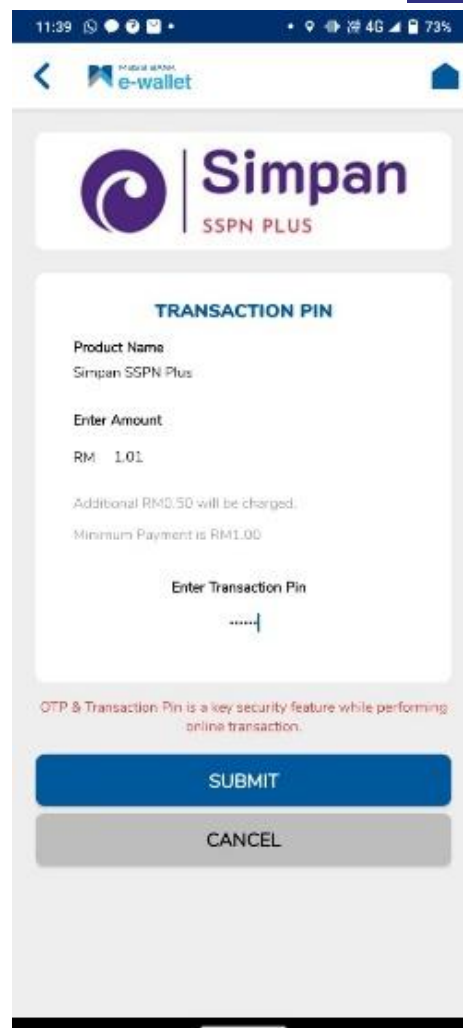 11:39
4G 73%
e-wallet
Simpan
SSPN PLUS
TRANSACTION PIN
Product Name
Simpan SSPN Plus
Enter Amount
RM 1.01
Additional RM0.50 will be charged.
Minimum Payment is RM1.00
Enter Transaction Pin
OTP & Transaction Pin is a key security feature while performing
online transaction.
SUBMIT
CANCEL